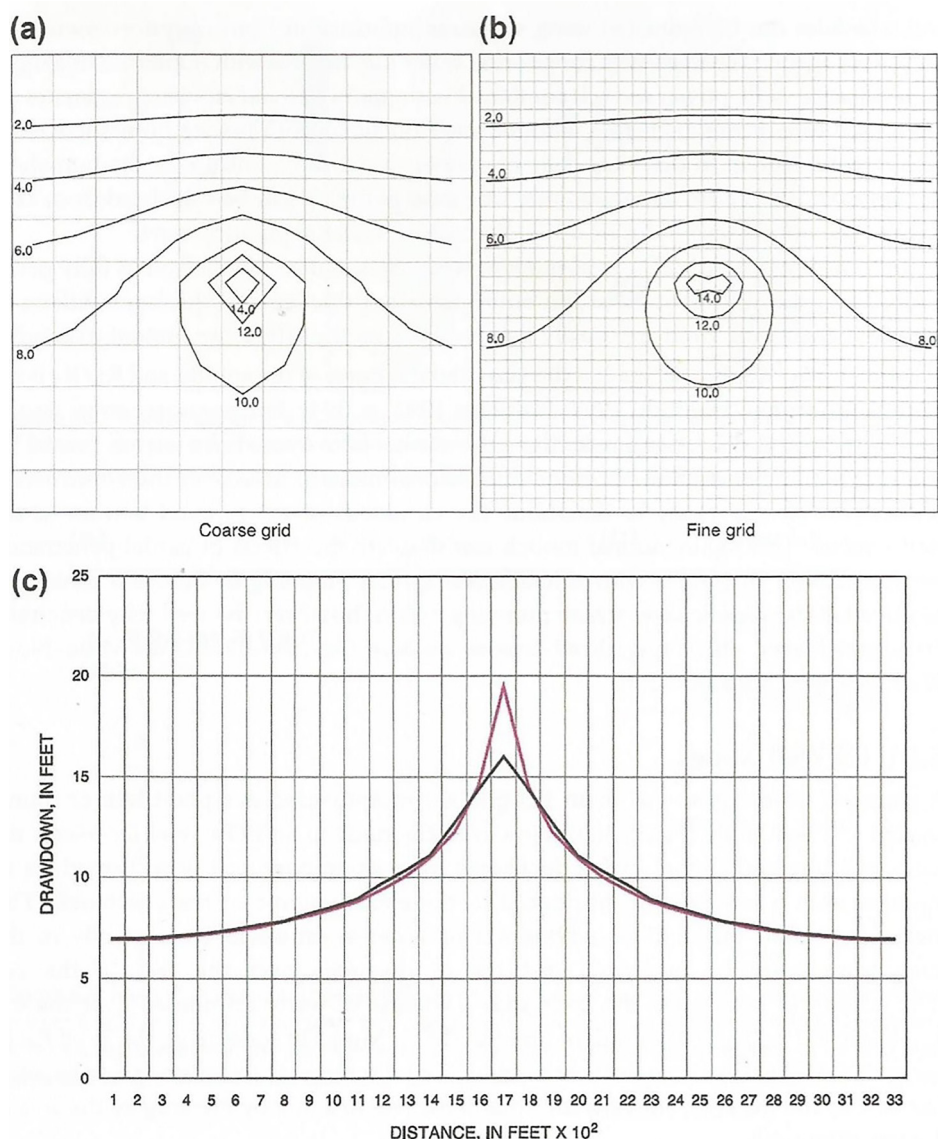 (a)
(b)
2.0
4.0
6.0
8.0
14.0
12.0
10.0
2.0
4.0
6.0
8.0
14.0
12.0
10.0
Coarse grid
Fine grid
(c)
DRAWDOWN, IN FEET
25
20
15
10
5
0
1 2 3 4 5 6 7 8 9 10 11 12 13 14 15 16 17 18 19 20 21 22 23 24 25 26 27 28 29 30 31 32 33
DISTANCE, IN FEET X 10²